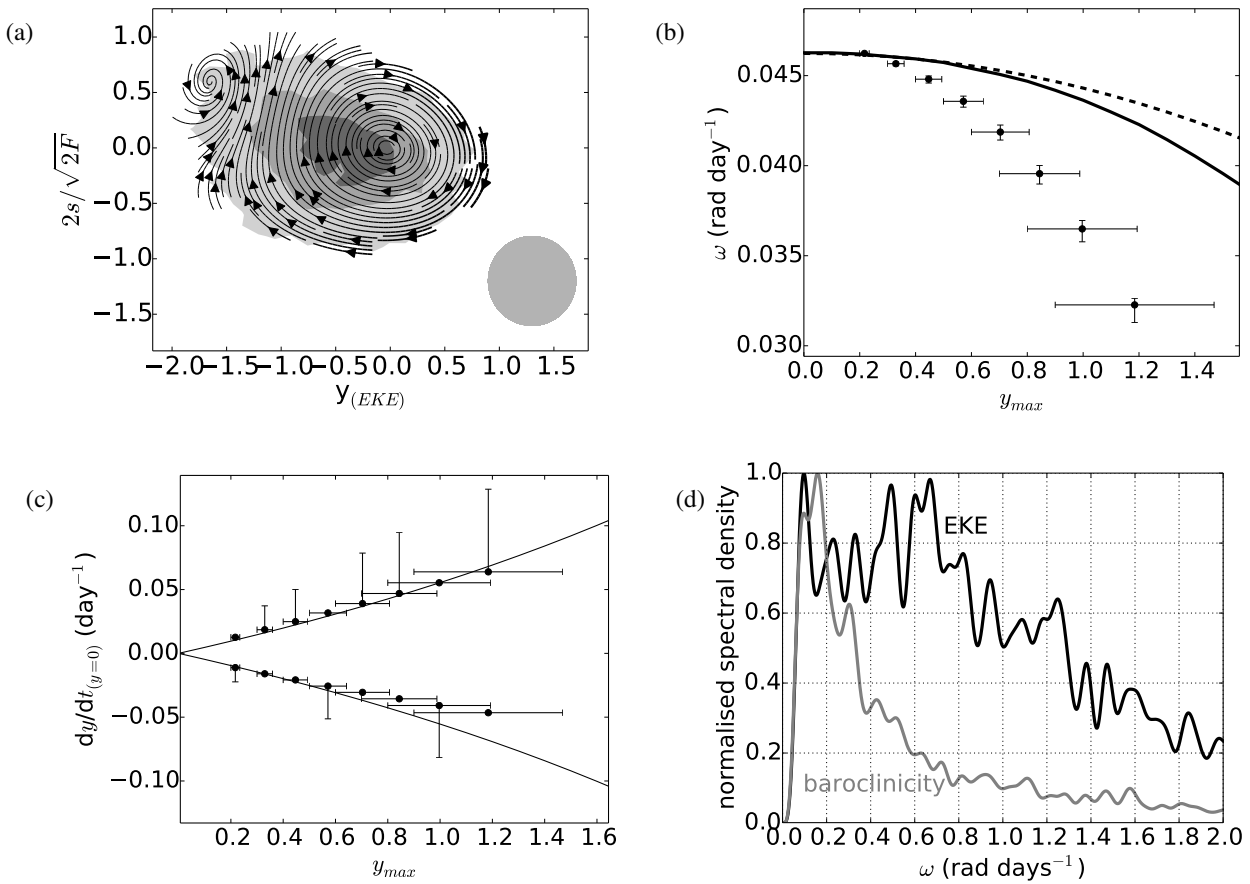 (a)
1.0
0.5
0.0
−0.5
−1.0
−1.5
2s/√2F
−2.0 −1.5 −1.0 −0.5 0.0 0.5 1.0 1.5
y(EKE)
(b)
0.045
0.040
0.035
0.030
ω (rad day⁻¹)
0.0 0.2 0.4 0.6 0.8 1.0 1.2 1.4
ymax
(c)
0.10
0.05
0.00
−0.05
−0.10
dy/dt(y=0) (day⁻¹)
0.2 0.4 0.6 0.8 1.0 1.2 1.4 1.6
ymax
(d)
1.0
0.8
0.6
0.4
0.2
0.0
normalised spectral density
EKE
baroclinicity
0.0 0.2 0.4 0.6 0.8 1.0 1.2 1.4 1.6 1.8 2.0
ω (rad days⁻¹)